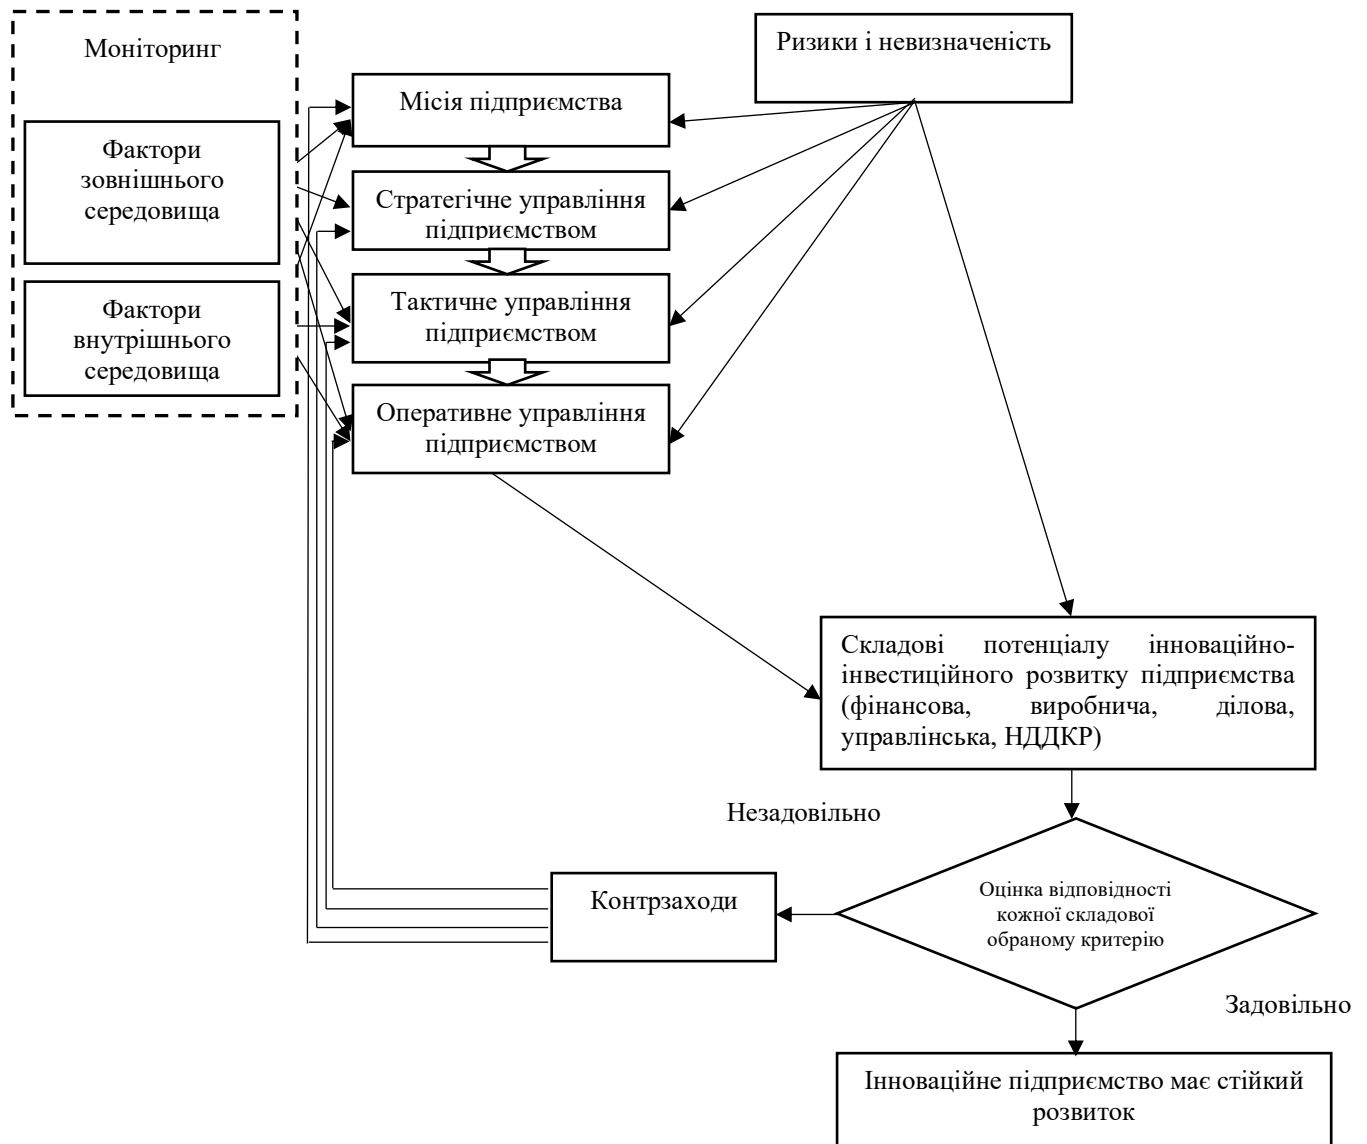 Моніторинг
Фактори
зовнішнього
середовища
Фактори
внутрішнього
середовища
Ризики і невизначеність
Місія підприємства
Стратегічне управління
підприємством
Тактичне управління
підприємством
Оперативне управління
підприємством
Складові потенціалу інноваційно-
інвестиційного розвитку підприємства
(фінансова, виробнича, ділова,
управлінська, НДДКР)
Незадовільно
Оцінка відповідності
кожної складової
обраному критерію
Контрзаходи
Задовільно
Інноваційне підприємство має стійкий
розвиток